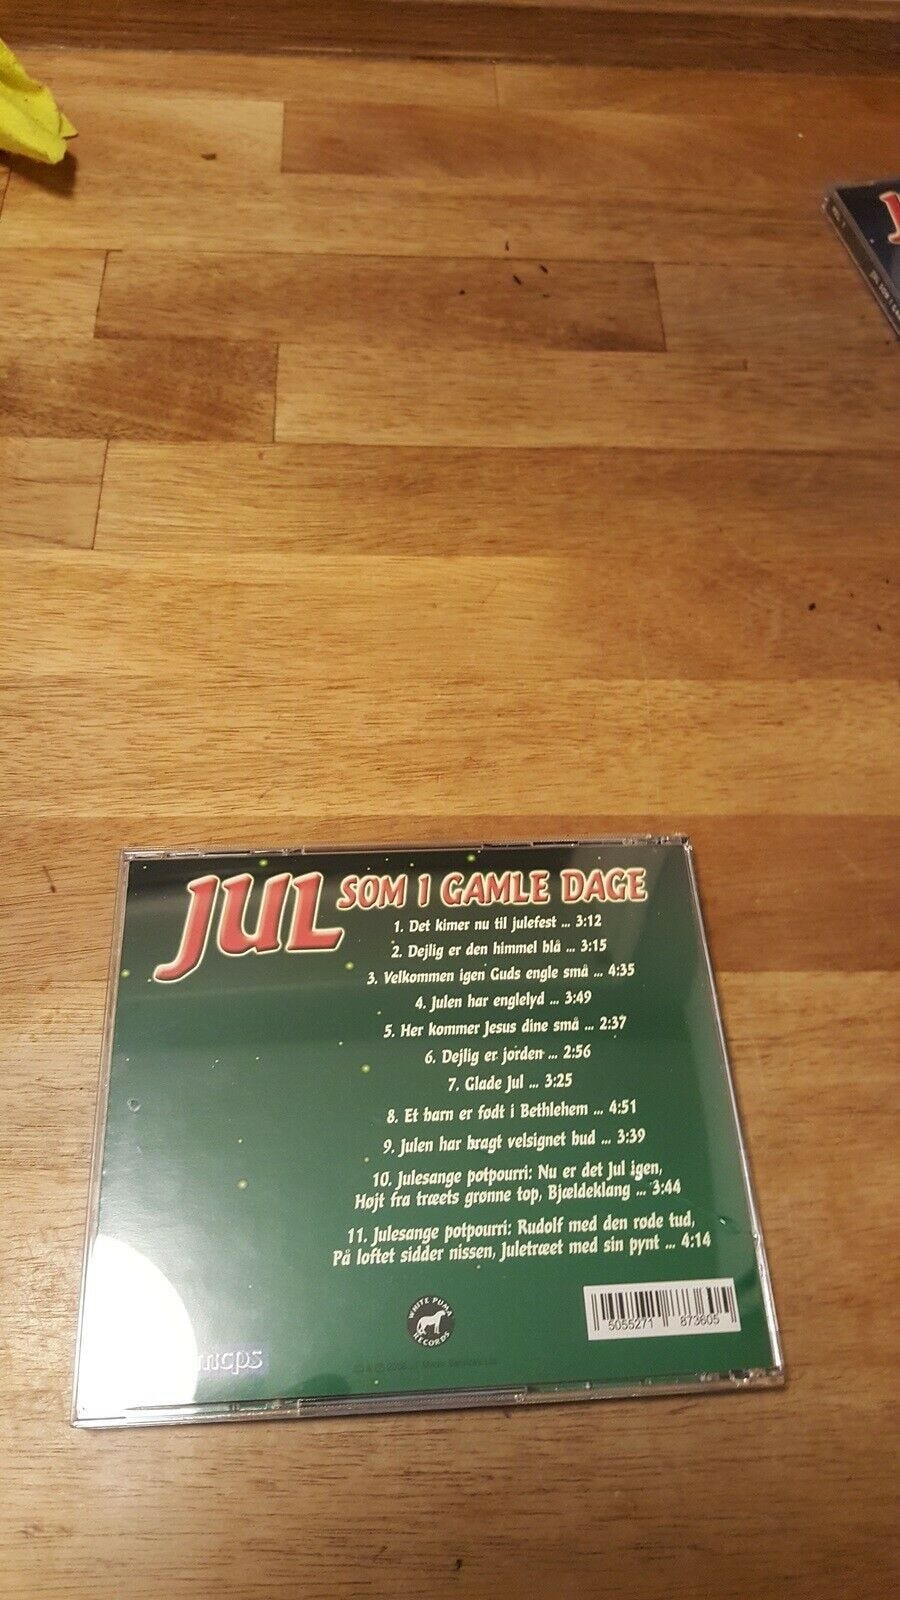 JUL SOM I GAMLE DAGE
1. Det kimer nu til julefest ... 3:12
2. Dejlig er den himmel blå ... 3:15
3. Velkommen igen Guds engle små ... 4:35
4. Julen har englelyd ... 3:49
5. Her kommer Jesus dine små ... 2:37
6. Dejlig er jorden ... 2:56
7. Glade Jul ... 3:25
8. Et barn er født i Bethlehem ... 4:51
9. Julen har bragt velsignet bud ... 3:39
10. Julesange potpourri: Nu er det Jul igen,
Højt fra træets grønne top, Bjældeklang ... 3:44
11. Julesange potpourri: Rudolf med den røde tud,
På loftet sidder nissen, Juletræet med sin pynt ... 4:14
WHITE PUMA
RECORDS
5055271 873605
mcps